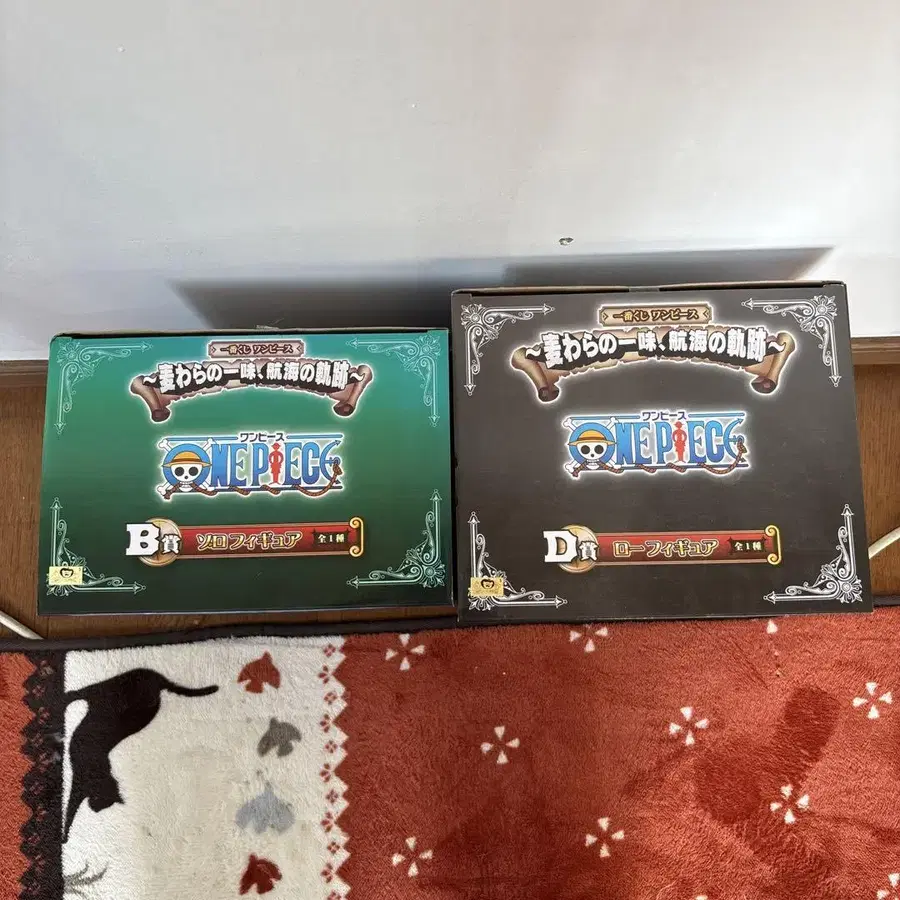 一番くじ ワンピース
~麦わらの一味、航海の軌跡~
ワンピース
ONE PIECE
B賞 ゾロ フィギュア 全1種
一番くじ ワンピース
~麦わらの一味、航海の軌跡~
ワンピース
ONE PIECE
D賞 ロー フィギュア 全1種